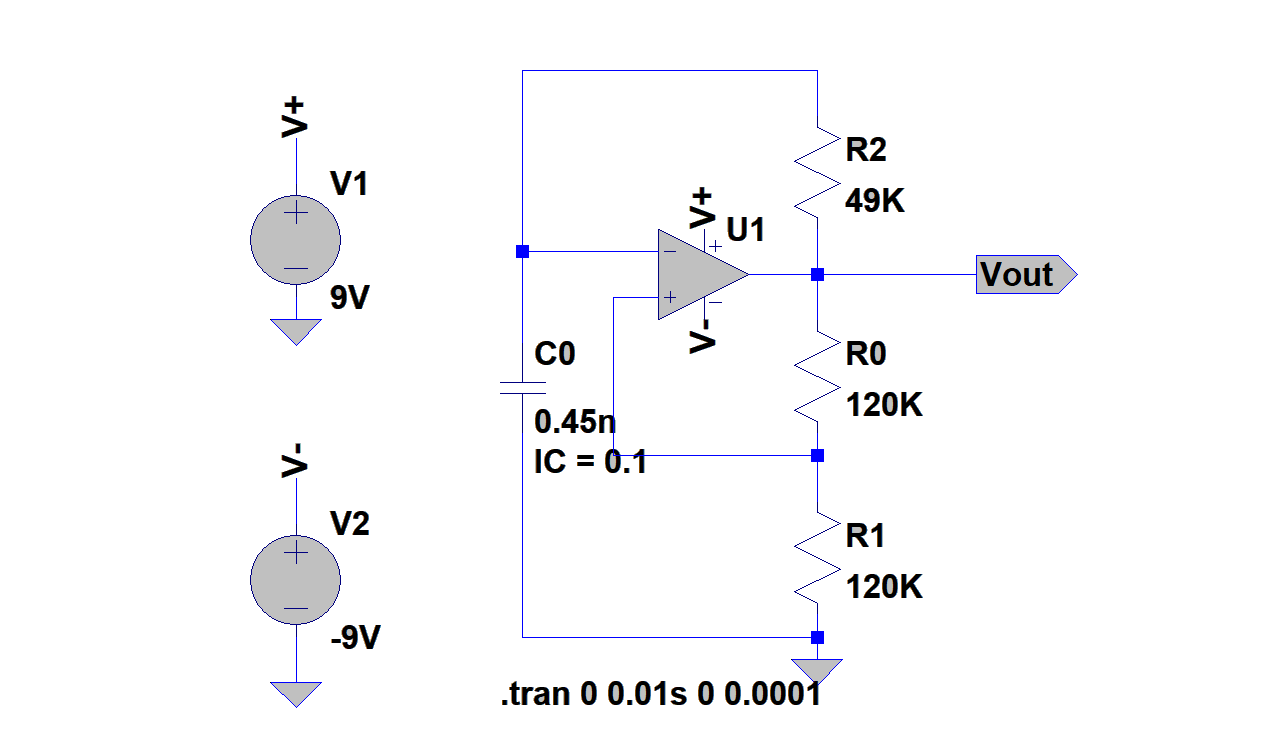 V+
V1
9V
V-
V2
-9V
R2
49K
V+
U1
V-
Vout
C0
0.45n
IC = 0.1
R0
120K
R1
120K
.tran 0 0.01s 0 0.0001